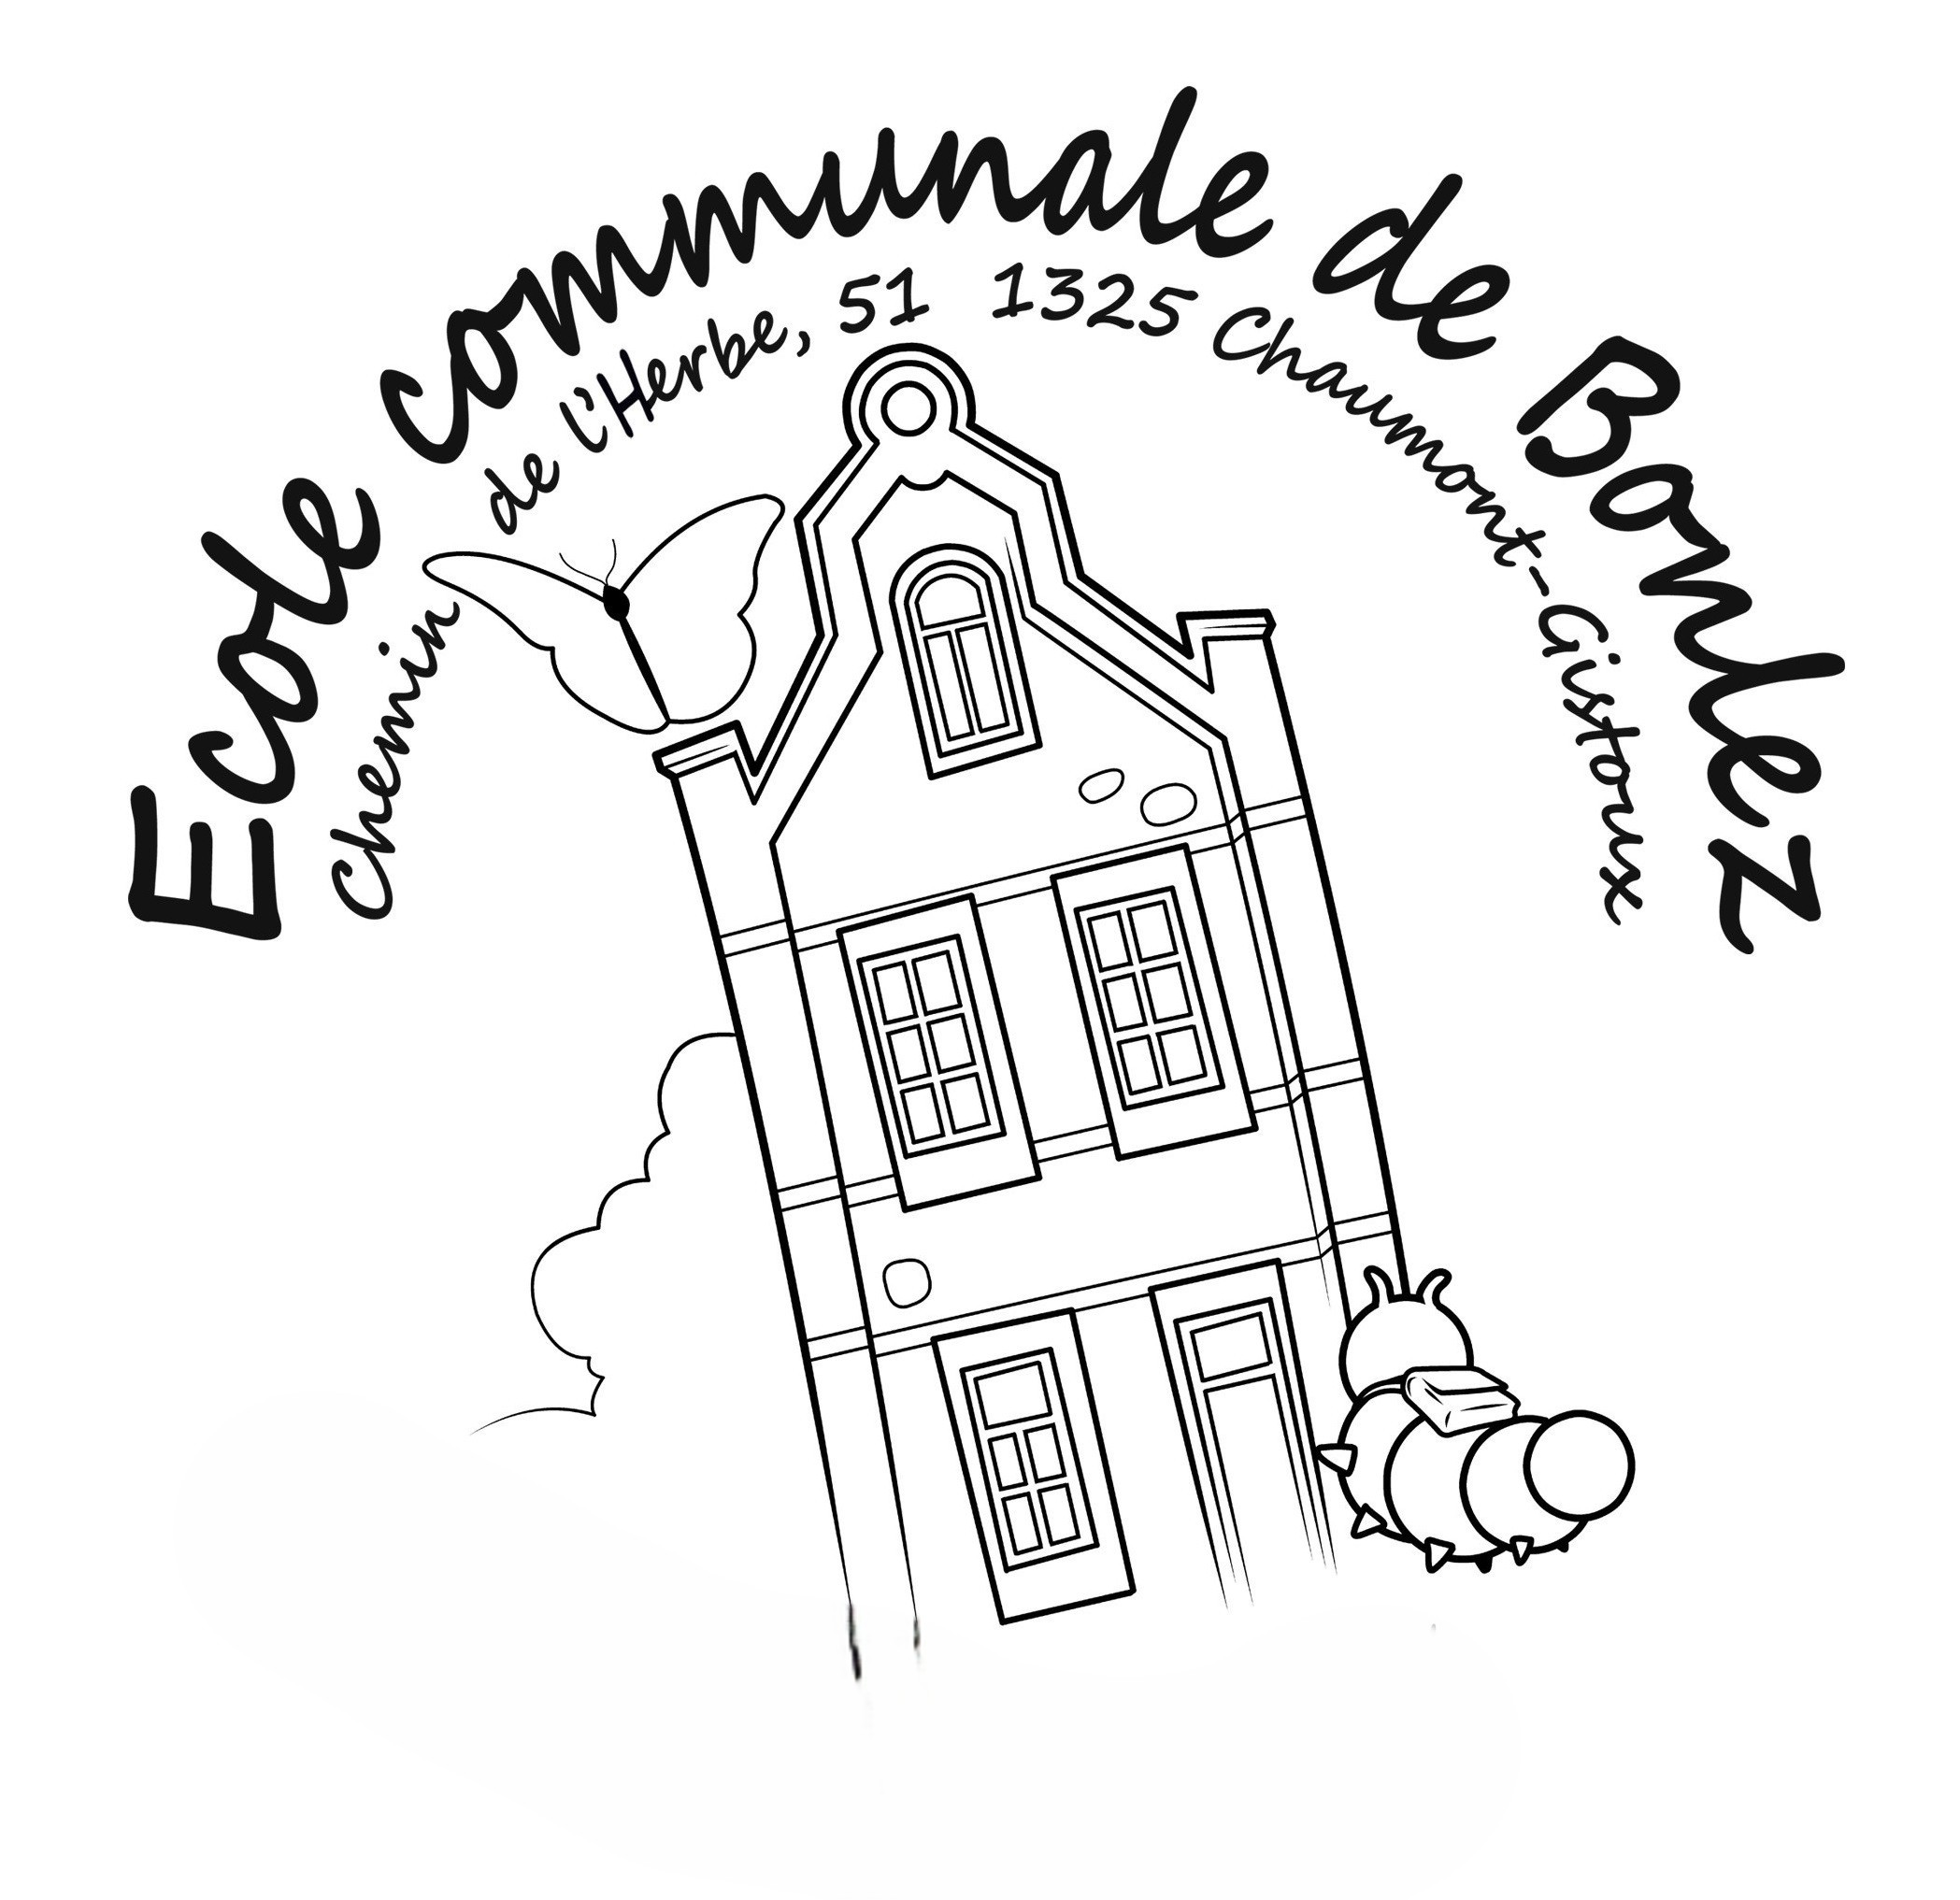 Ecole communale de Bonlez
Chemin de l'Herbe, 51 1325 Chaumont-Gistoux